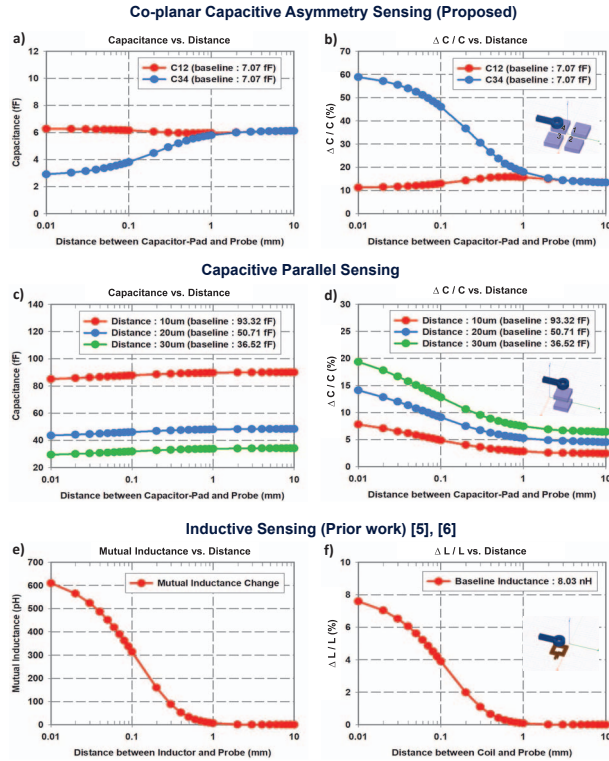 Co-planar Capacitive Asymmetry Sensing (Proposed)
a)
Capacitance vs. Distance
C12 (baseline : 7.07 fF)
C34 (baseline : 7.07 fF)
Capacitance (fF)
12
10
8
6
4
2
0
0.01
0.1
1
10
Distance between Capacitor-Pad and Probe (mm)
b)
Δ C / C vs. Distance
C12 (baseline : 7.07 fF)
C34 (baseline : 7.07 fF)
Δ C / C (%)
70
60
50
40
30
20
10
0
0.01
0.1
1
10
Distance between Capacitor-Pad and Probe (mm)
Capacitive Parallel Sensing
c)
Capacitance vs. Distance
Distance : 10um (baseline : 93.32 fF)
Distance : 20um (baseline : 50.71 fF)
Distance : 30um (baseline : 36.52 fF)
Capacitance (fF)
140
120
100
80
60
40
20
0.01
0.1
1
10
Distance between Capacitor-Pad and Probe (mm)
d)
Δ C / C vs. Distance
Distance : 10um (baseline : 93.32 fF)
Distance : 20um (baseline : 50.71 fF)
Distance : 30um (baseline : 36.52 fF)
Δ C / C (%)
30
25
20
15
10
5
0
0.01
0.1
1
10
Distance between Capacitor-Pad and Probe (mm)
Inductive Sensing (Prior work) [5], [6]
e)
Mutual Inductance vs. Distance
Mutual Inductance Change
Mutual Inductance (pH)
700
600
500
400
300
200
100
0
0.01
0.1
1
10
Distance between Inductor and Probe (mm)
f)
Δ L / L vs. Distance
Baseline Inductance : 8.03 nH
Δ L / L (%)
10
8
6
4
2
0
0.01
0.1
1
10
Distance between Coil and Probe (mm)